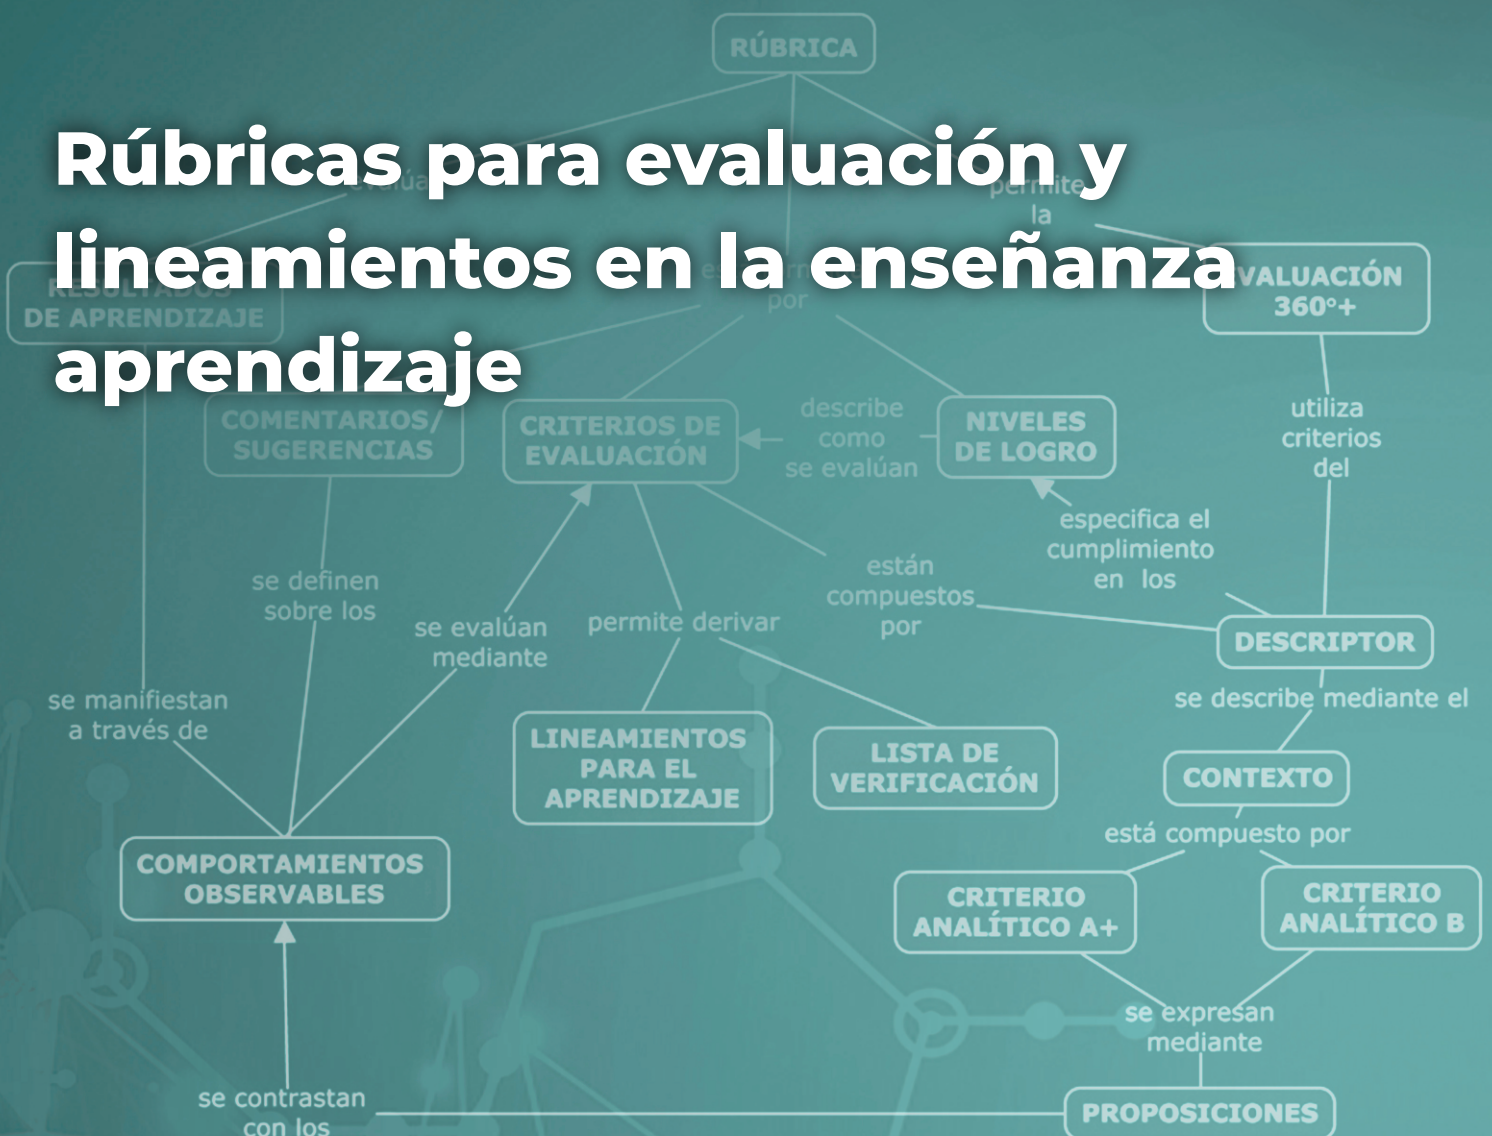 RÚBRICA
Rúbricas para evaluación y
lineamientos en la enseñanza
aprendizaje
evalúa
permite
la
RESULTADOS
DE APRENDIZAJE
por
EVALUACIÓN
360°+
COMENTARIOS/
SUGERENCIAS
CRITERIOS DE
EVALUACIÓN
describe
como
se evalúan
NIVELES
DE LOGRO
utiliza
criterios
del
especifica el
cumplimiento
en los
se definen
sobre los
se evalúan
mediante
permite derivar
están
compuestos
por
DESCRIPTOR
se manifiestan
a través de
se describe mediante el
LINEAMIENTOS
PARA EL
APRENDIZAJE
LISTA DE
VERIFICACIÓN
CONTEXTO
está compuesto por
COMPORTAMIENTOS
OBSERVABLES
CRITERIO
ANALÍTICO A+
CRITERIO
ANALÍTICO B
se expresan
mediante
se contrastan
con los
PROPOSICIONES